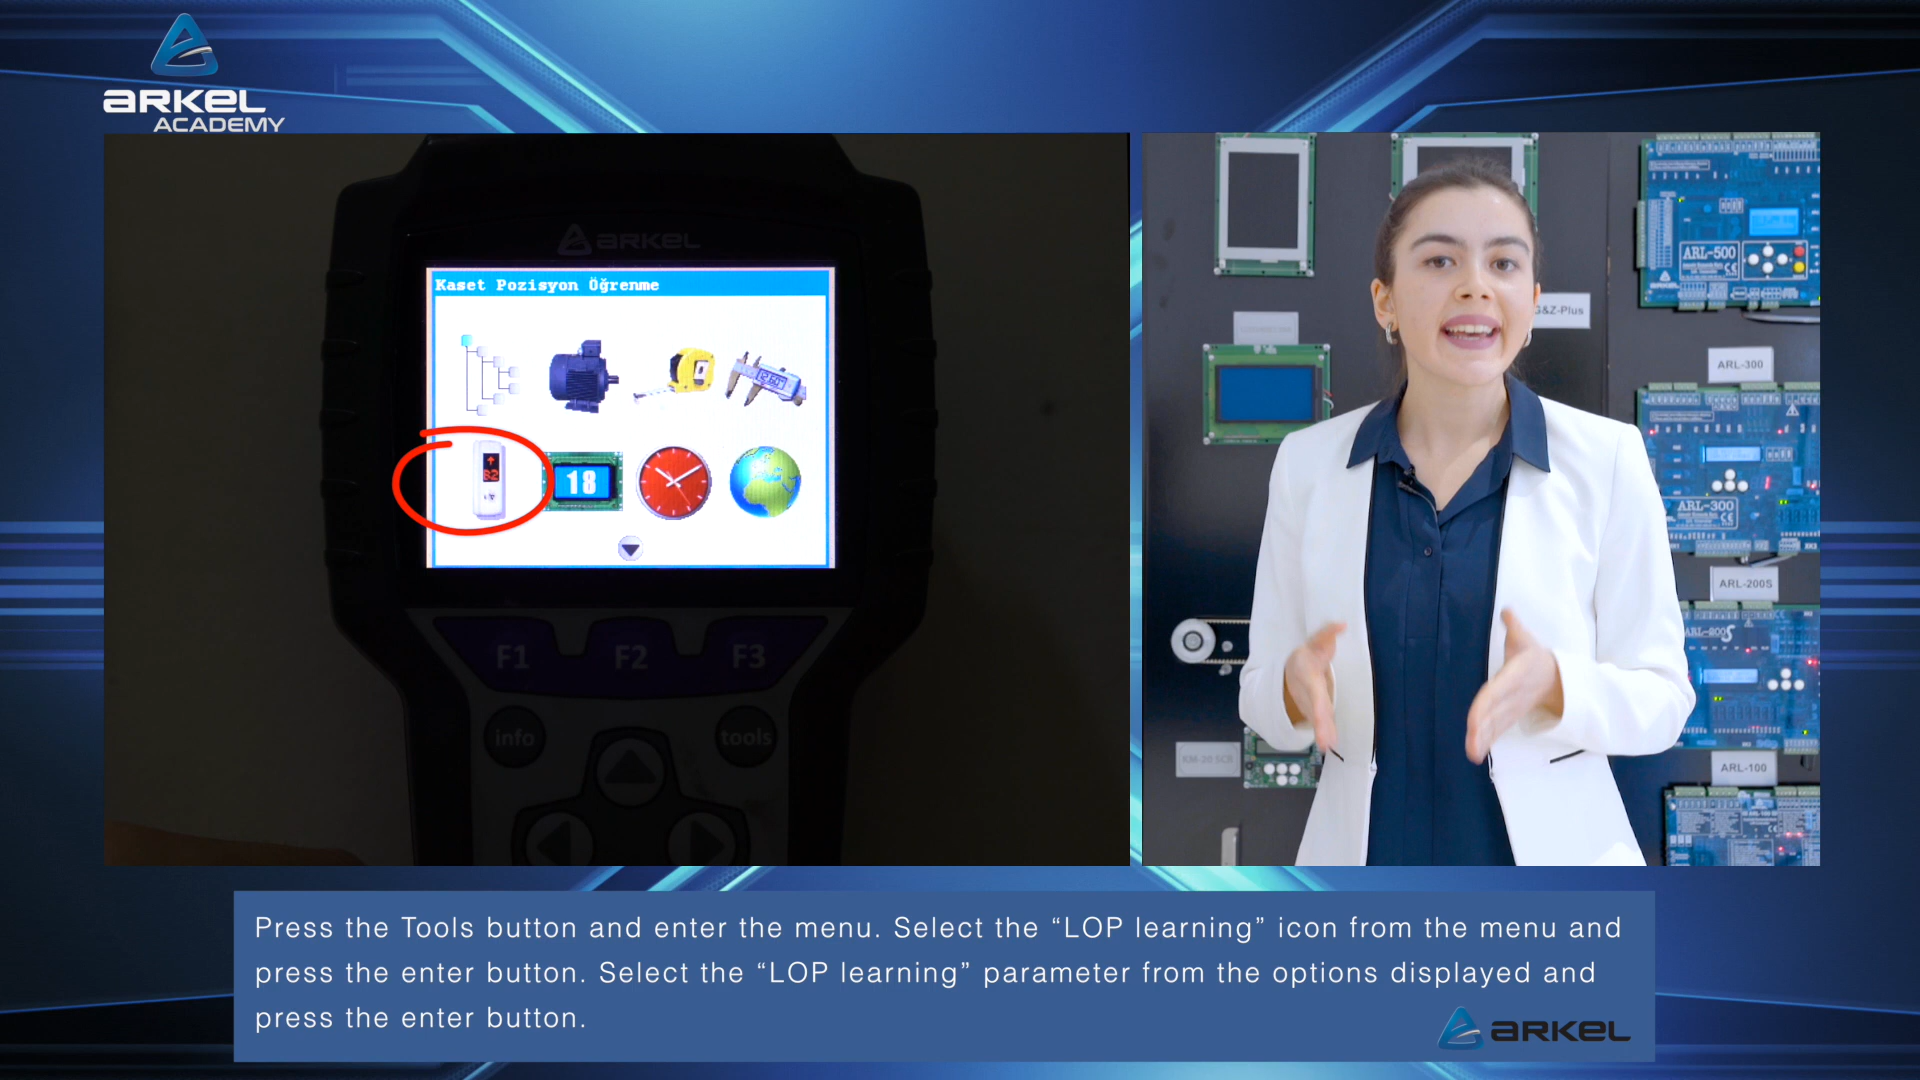 ARKEL
ACADEMY
ARKEL
Kaset Pozisyon Öğrenme
18
F1 F2 F3
info tools
G&Z-Plus
ARL-500
ARL-300
ARL-300
ARL-200S
ARL-200S
ARL-100
Press the Tools button and enter the menu. Select the “LOP learning” icon from the menu and
press the enter button. Select the “LOP learning” parameter from the options displayed and
press the enter button.
ARKEL